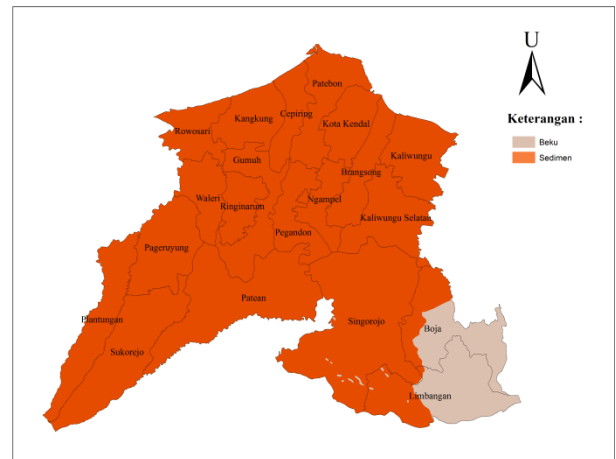 U
Keterangan :
Beku
Sedimen
Patebon
Cepiring
Kangkung
Kota Kendal
Rowosari
Kaliwungu
Gumuh
Brangsong
Waleri
Ringinarum
Ngampel
Kaliwungu Selatan
Pegandon
Pageruyung
Patean
Plantungan
Singorojo
Boja
Sukorejo
Limbangan